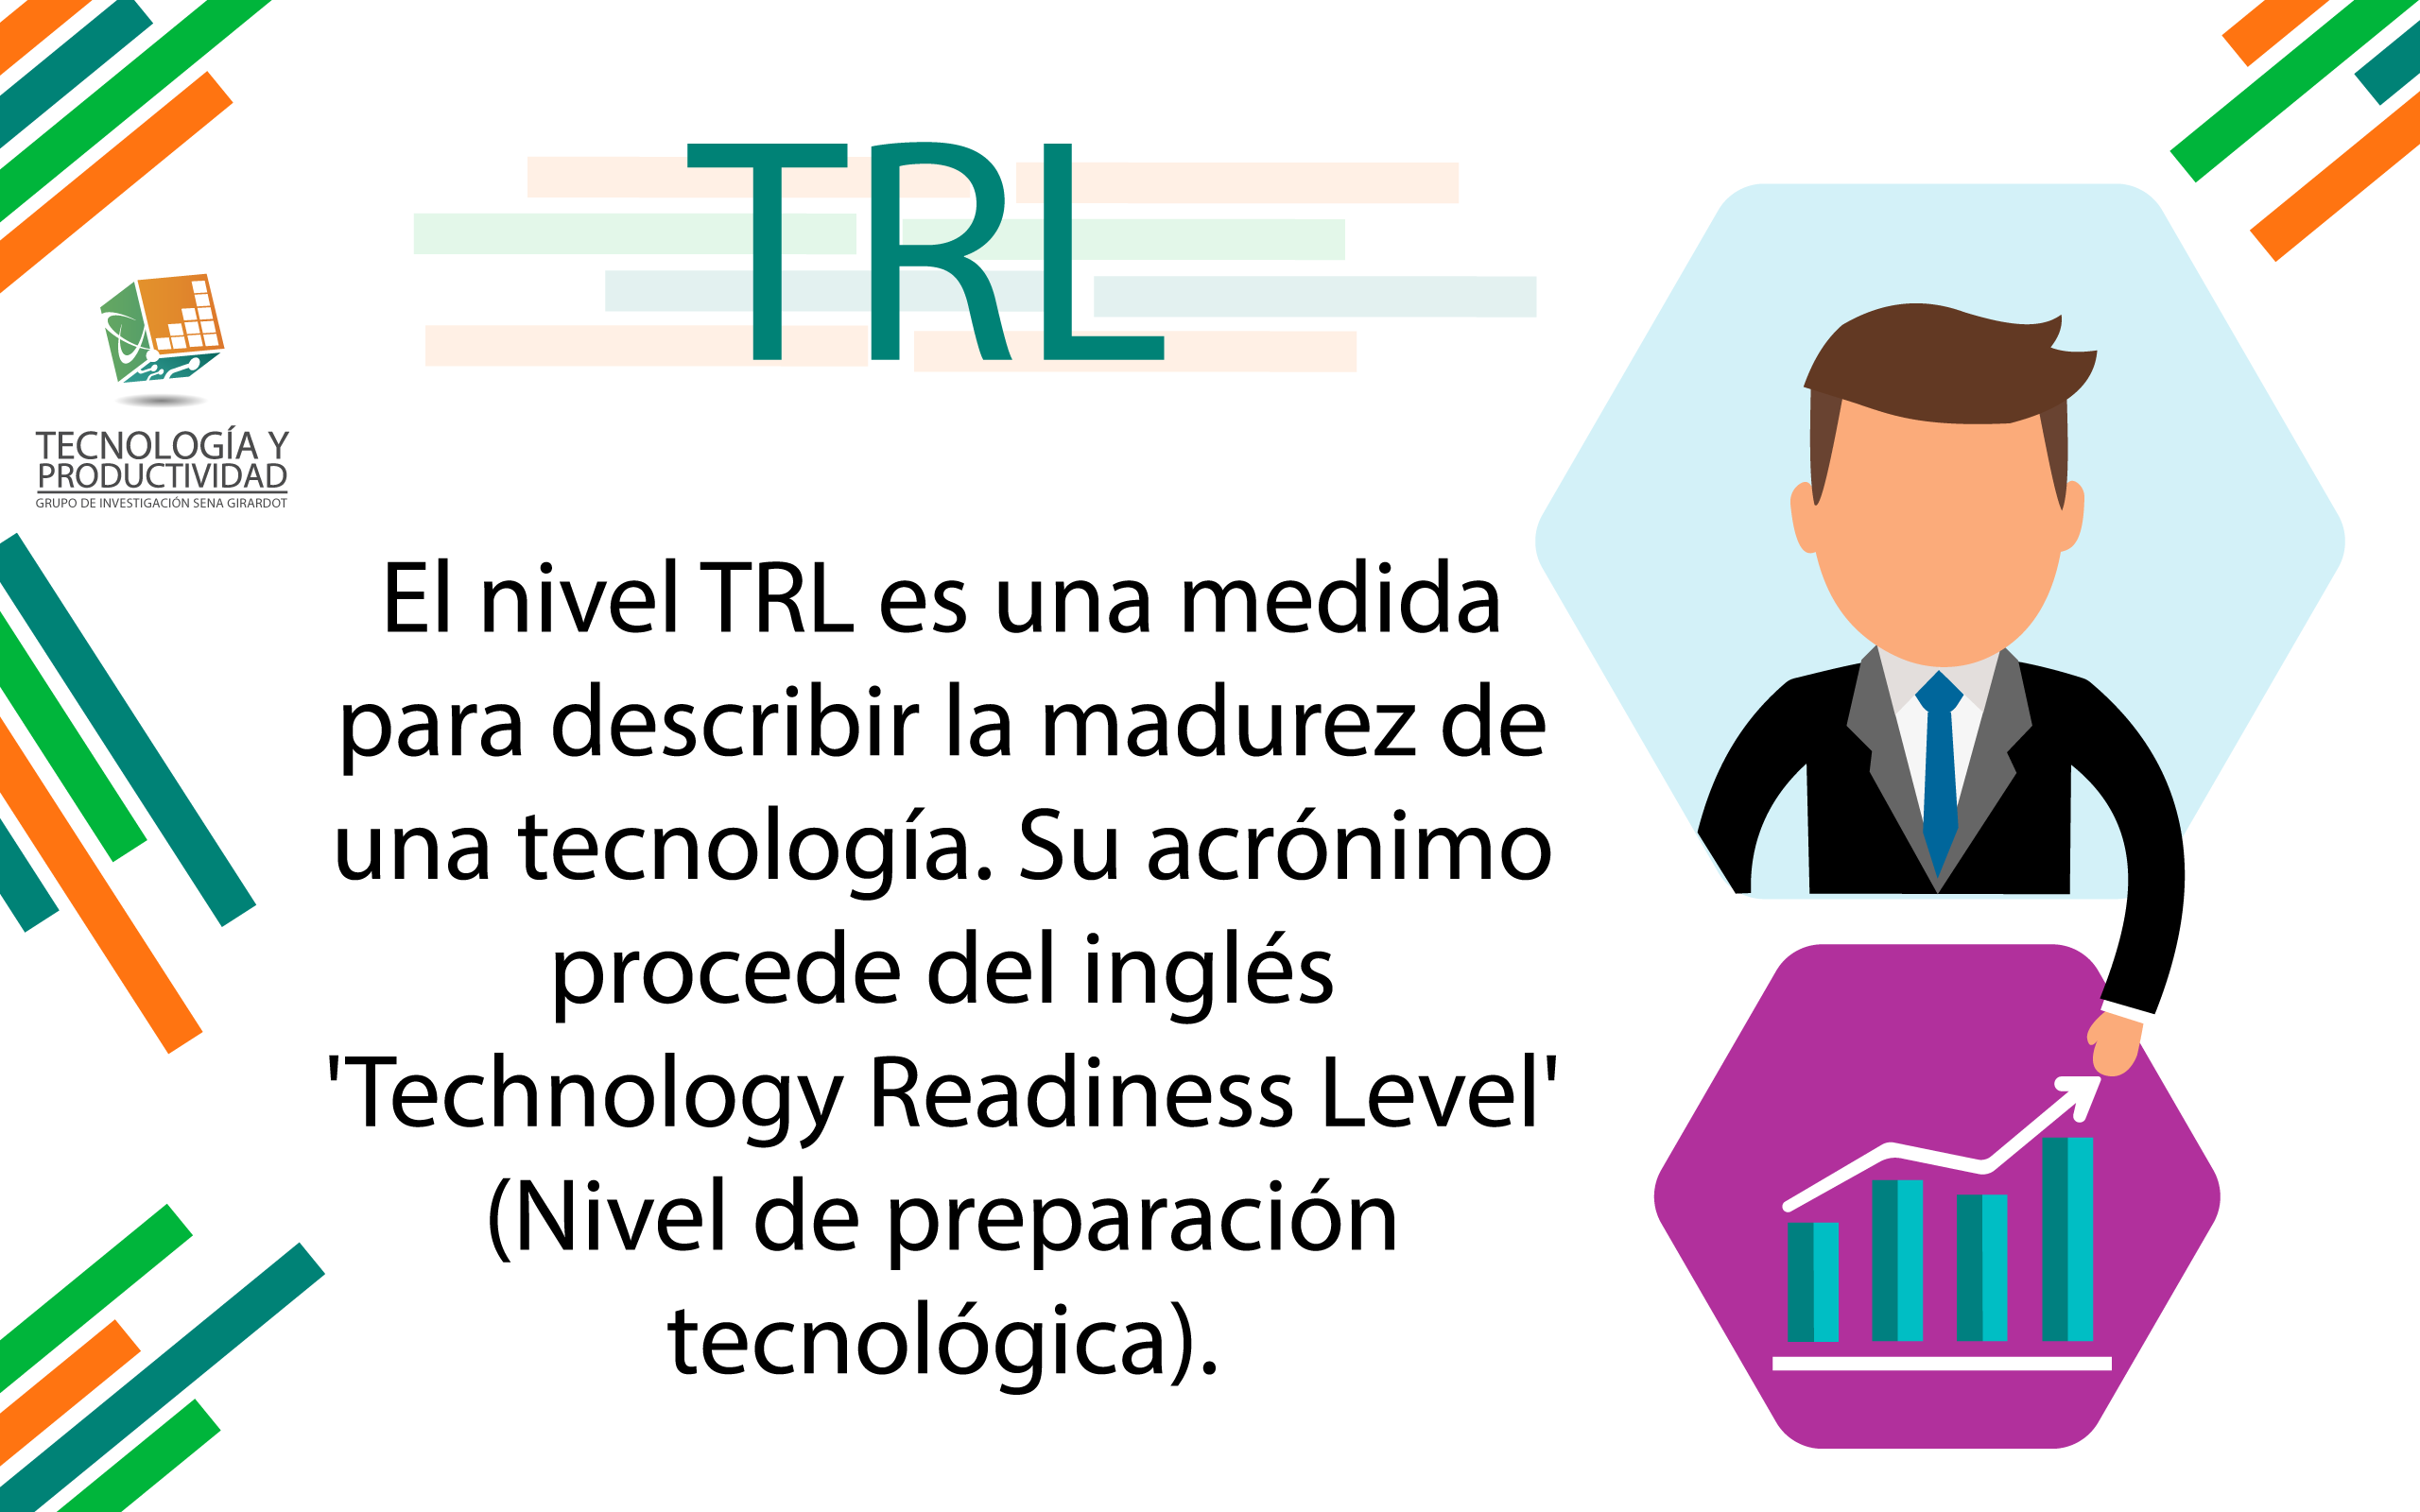 TRL
TECNOLOGÍA Y
PRODUCTIVIDAD
GRUPO DE INVESTIGACIÓN SENA GIRARDOT
El nivel TRL es una medida
para describir la madurez de
una tecnología. Su acrónimo
procede del inglés
'Technology Readiness Level'
(Nivel de preparación
tecnológica).